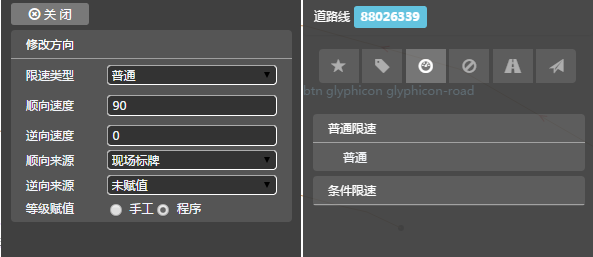 关 闭
修改方向
限速类型 普通
顺向速度 90
逆向速度 0
顺向来源 现场标牌
逆向来源 未赋值
等级赋值 手工 程序
道路线 88026339
btn glyphicon glyphicon-road
普通限速
普通
条件限速